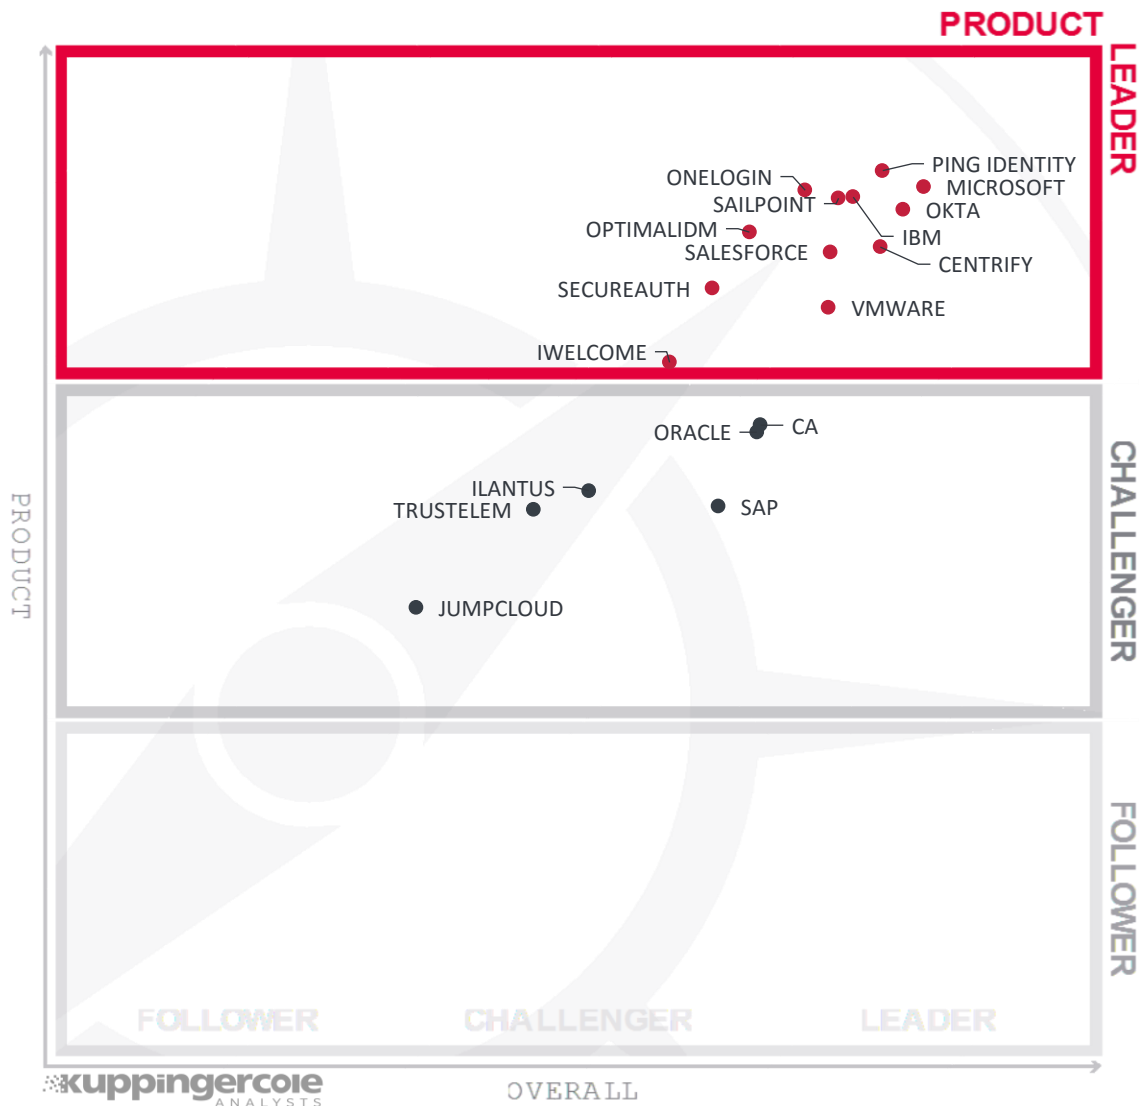 PRODUCT
LEADER
PING IDENTITY
ONELOGIN
MICROSOFT
SAILPOINT
OKTA
OPTIMALIDM
IBM
SALESFORCE
CENTRIFY
SECUREAUTH
VMWARE
IWELCOME
CA
ORACLE
CHALLENGER
ILANTUS
TRUSTELEM
SAP
PRODUCT
JUMPCLOUD
FOLLOWER
FOLLOWER CHALLENGER LEADER
kuppingercole
ANALYSTS
OVERALL